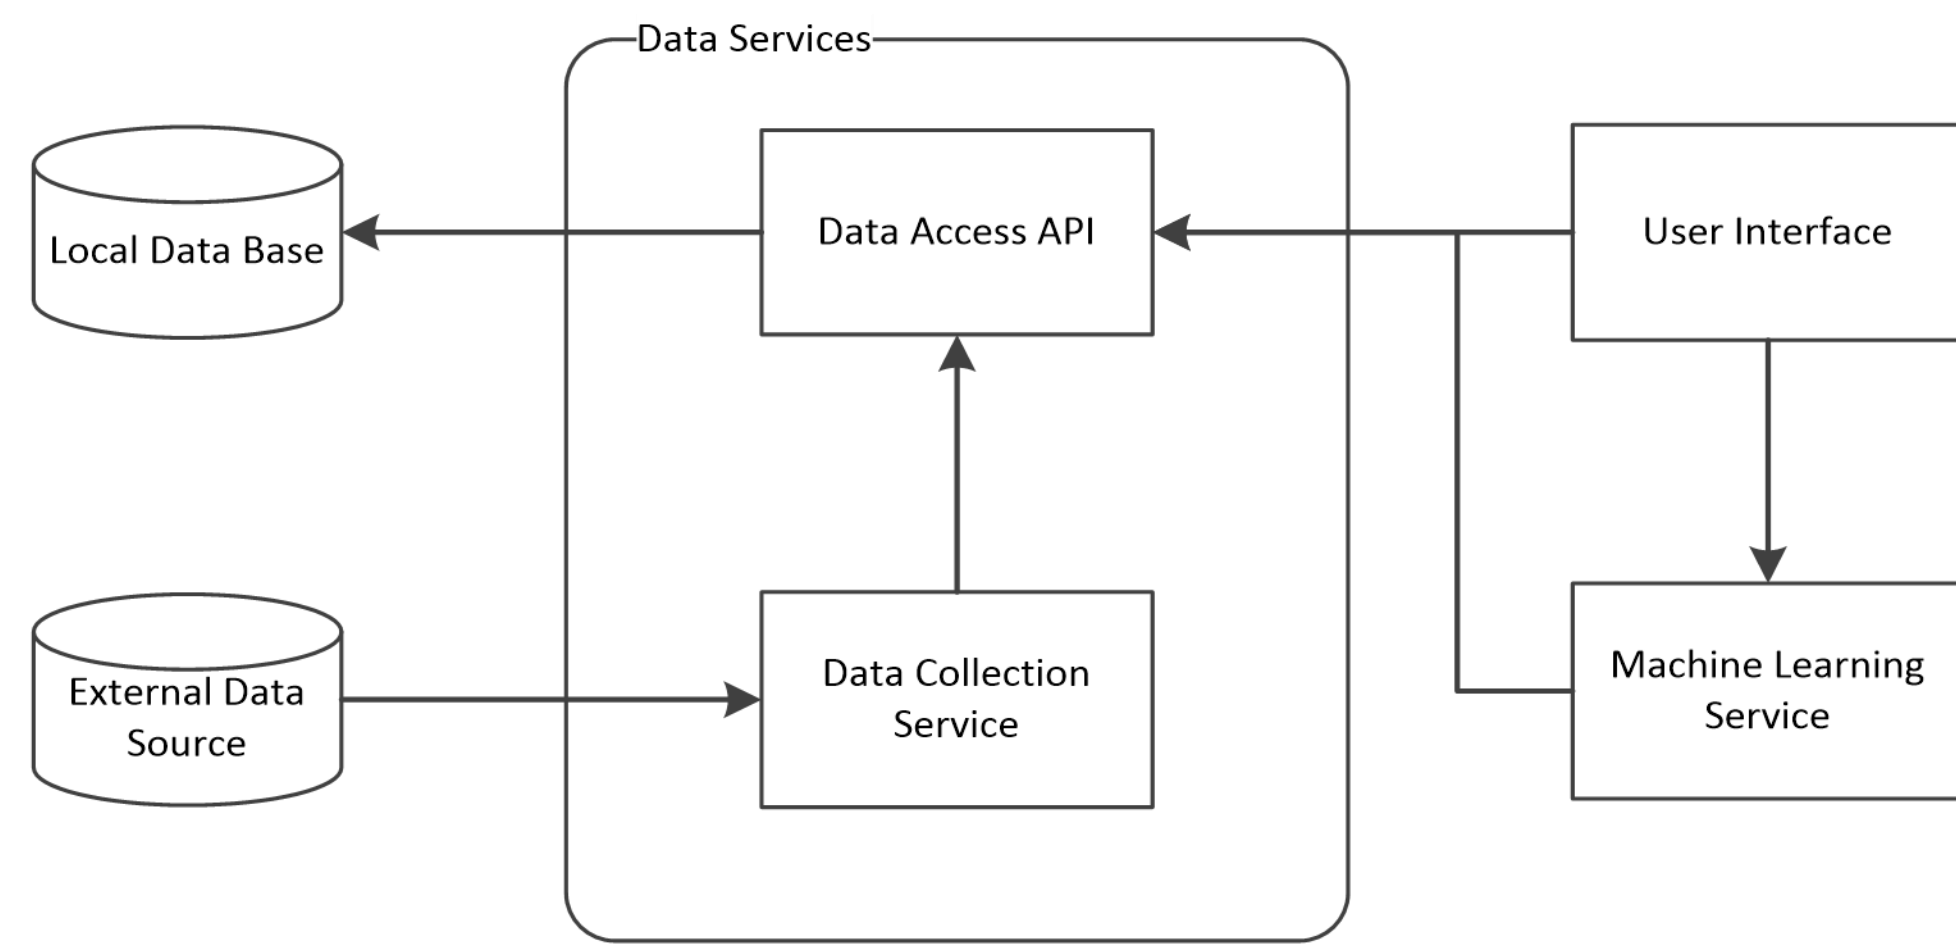 Data Services
Local Data Base
Data Access API
User Interface
External Data
Source
Data Collection
Service
Machine Learning
Service